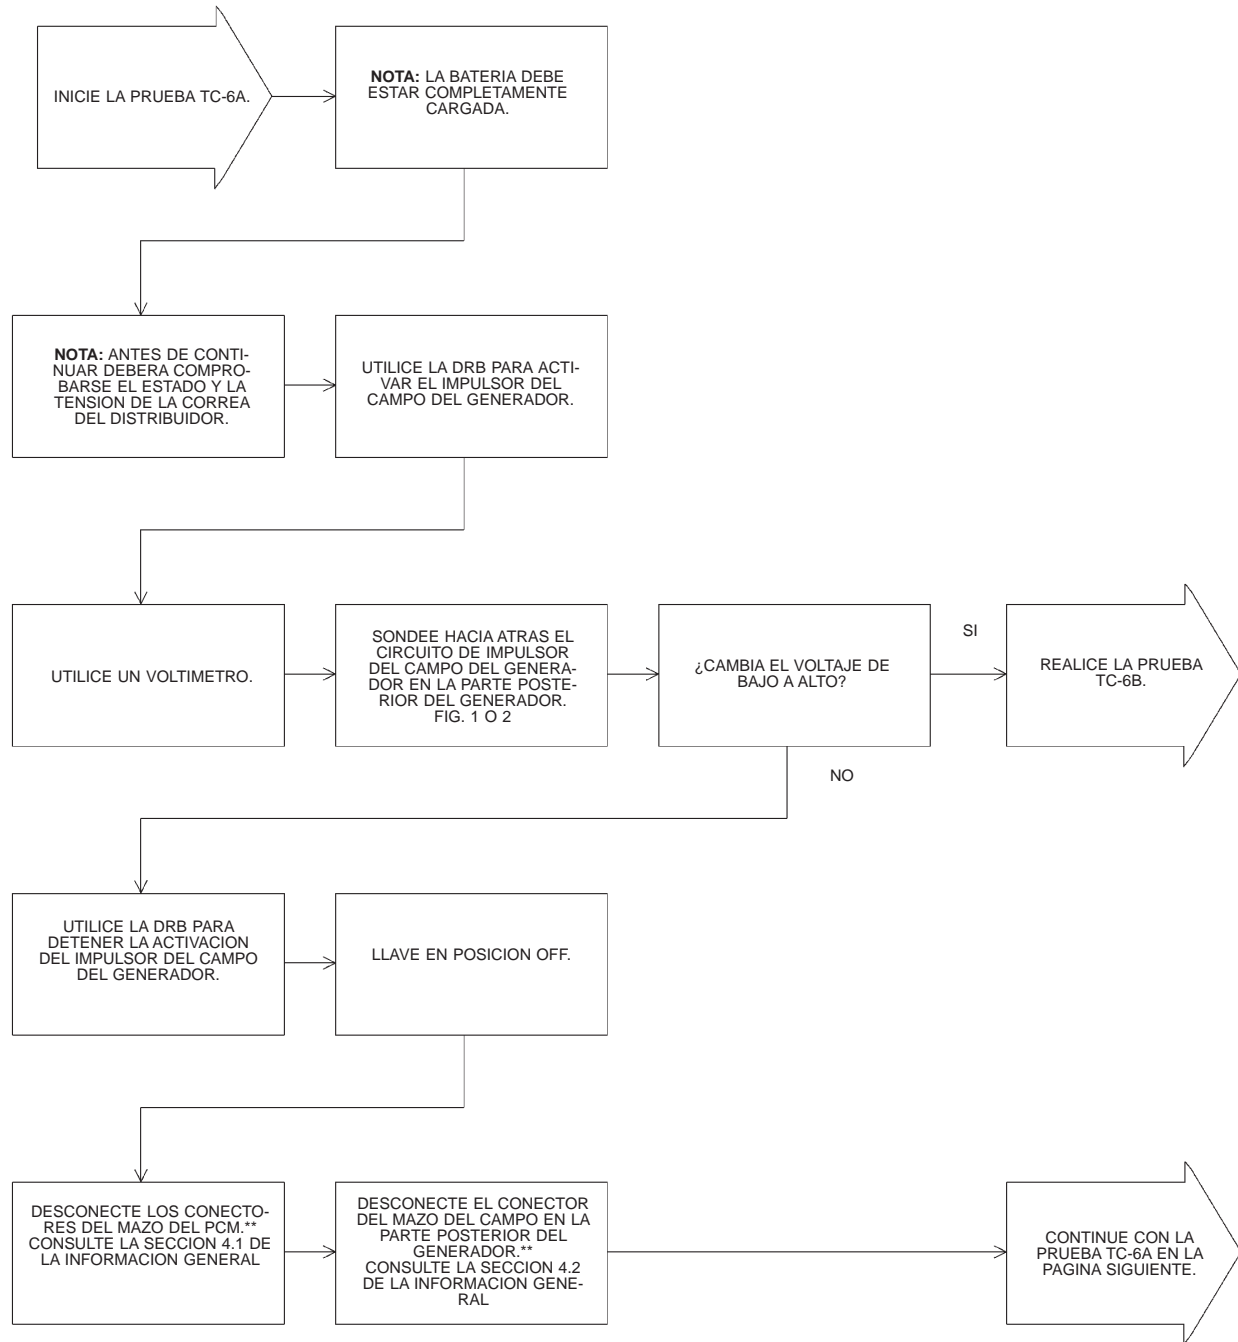 INICIE LA PRUEBA TC-6A.
NOTA: LA BATERIA DEBE
ESTAR COMPLETAMENTE
CARGADA.
NOTA: ANTES DE CONTI-
NUAR DEBERA COMPRO-
BARSE EL ESTADO Y LA
TENSION DE LA CORREA
DEL DISTRIBUIDOR.
UTILICE LA DRB PARA ACTI-
VAR EL IMPULSOR DEL
CAMPO DEL GENERADOR.
UTILICE UN VOLTIMETRO.
SONDEE HACIA ATRAS EL
CIRCUITO DE IMPULSOR
DEL CAMPO DEL GENERA-
DOR EN LA PARTE POSTE-
RIOR DEL GENERADOR.
FIG. 1 O 2
¿CAMBIA EL VOLTAJE DE
BAJO A ALTO?
SI
REALICE LA PRUEBA
TC-6B.
NO
UTILICE LA DRB PARA
DETENER LA ACTIVACION
DEL IMPULSOR DEL CAMPO
DEL GENERADOR.
LLAVE EN POSICION OFF.
DESCONECTE LOS CONECTO-
RES DEL MAZO DEL PCM.**
CONSULTE LA SECCION 4.1 DE
LA INFORMACION GENERAL
DESCONECTE EL CONECTOR
DEL MAZO DEL CAMPO EN LA
PARTE POSTERIOR DEL
GENERADOR.**
CONSULTE LA SECCION 4.2
DE LA INFORMACION GENE-
RAL
CONTINUE CON LA
PRUEBA TC-6A EN LA
PAGINA SIGUIENTE.